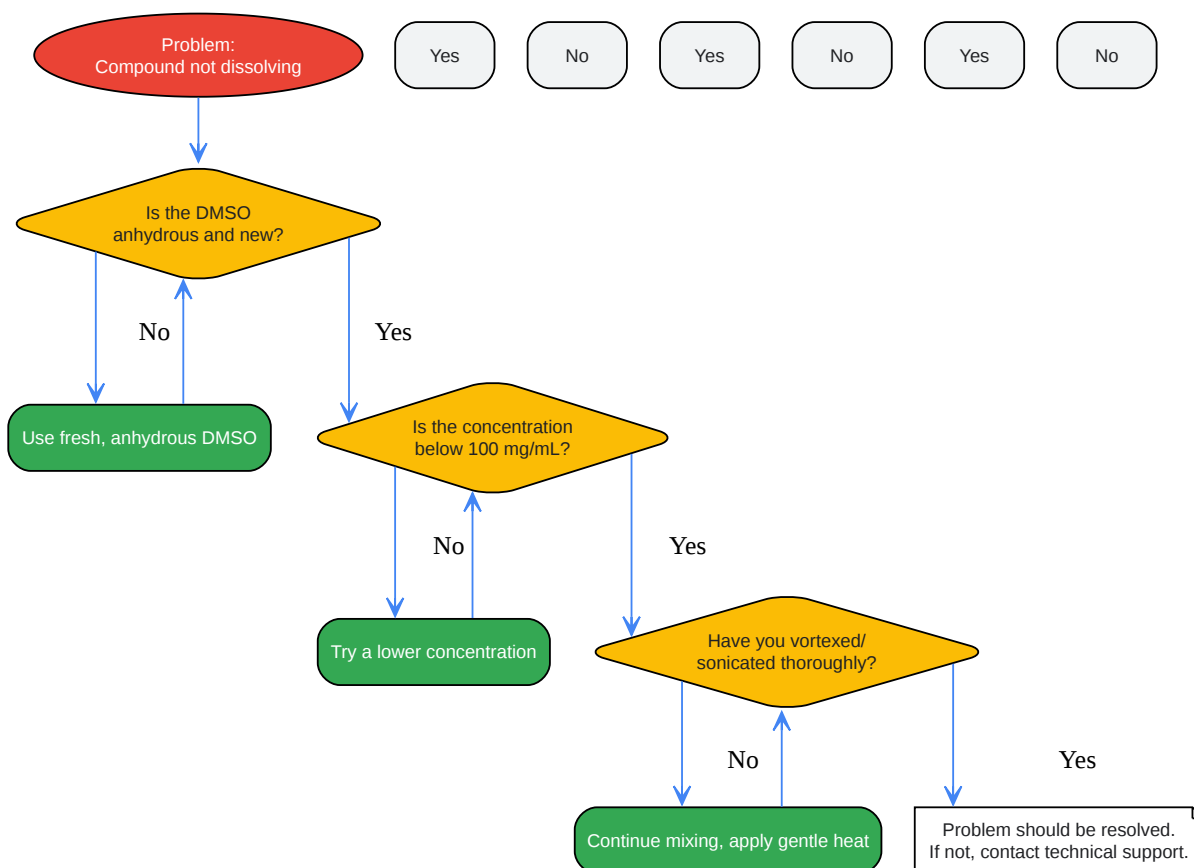 Problem:
Compound not dissolving
Yes
No
Yes
No
Yes
No
Is the DMSO
anhydrous and new?
No
Yes
Use fresh, anhydrous DMSO
Is the concentration
below 100 mg/mL?
No
Yes
Try a lower concentration
Have you vortexed/
sonicated thoroughly?
No
Yes
Continue mixing, apply gentle heat
Problem should be resolved.
If not, contact technical support.